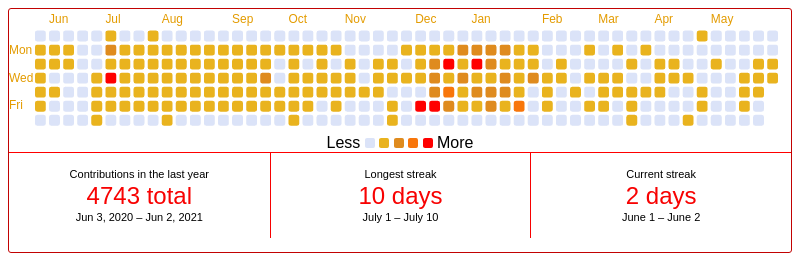 Jun Jul Aug Sep Oct Nov Dec Jan Feb Mar Apr May
Mon
Wed
Fri
Less More
Contributions in the last year
4743 total
Jun 3, 2020 – Jun 2, 2021
Longest streak
10 days
July 1 – July 10
Current streak
2 days
June 1 – June 2